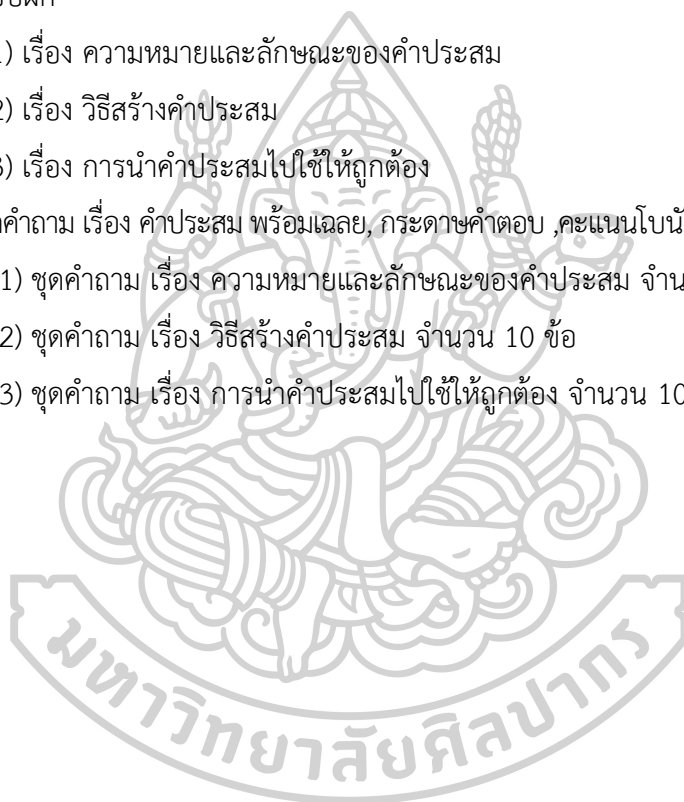 1) เรื่อง ความหมายและลักษณะของคำประสม
2) เรื่อง วิธีสร้างคำประสม
3) เรื่อง การนำคำประสมไปใช้ให้ถูกต้อง
คำถาม เรื่อง คำประสม พร้อมเฉลย, กระดาษคำตอบ ,คะแนนโบนั
1) ชุดคำถาม เรื่อง ความหมายและลักษณะของคำประสม จำน
2) ชุดคำถาม เรื่อง วิธีสร้างคำประสม จำนวน 10 ข้อ
3) ชุดคำถาม เรื่อง การนำคำประสมไปใช้ให้ถูกต้อง จำนวน 10
มหาวิทยาลัยศิลปากร